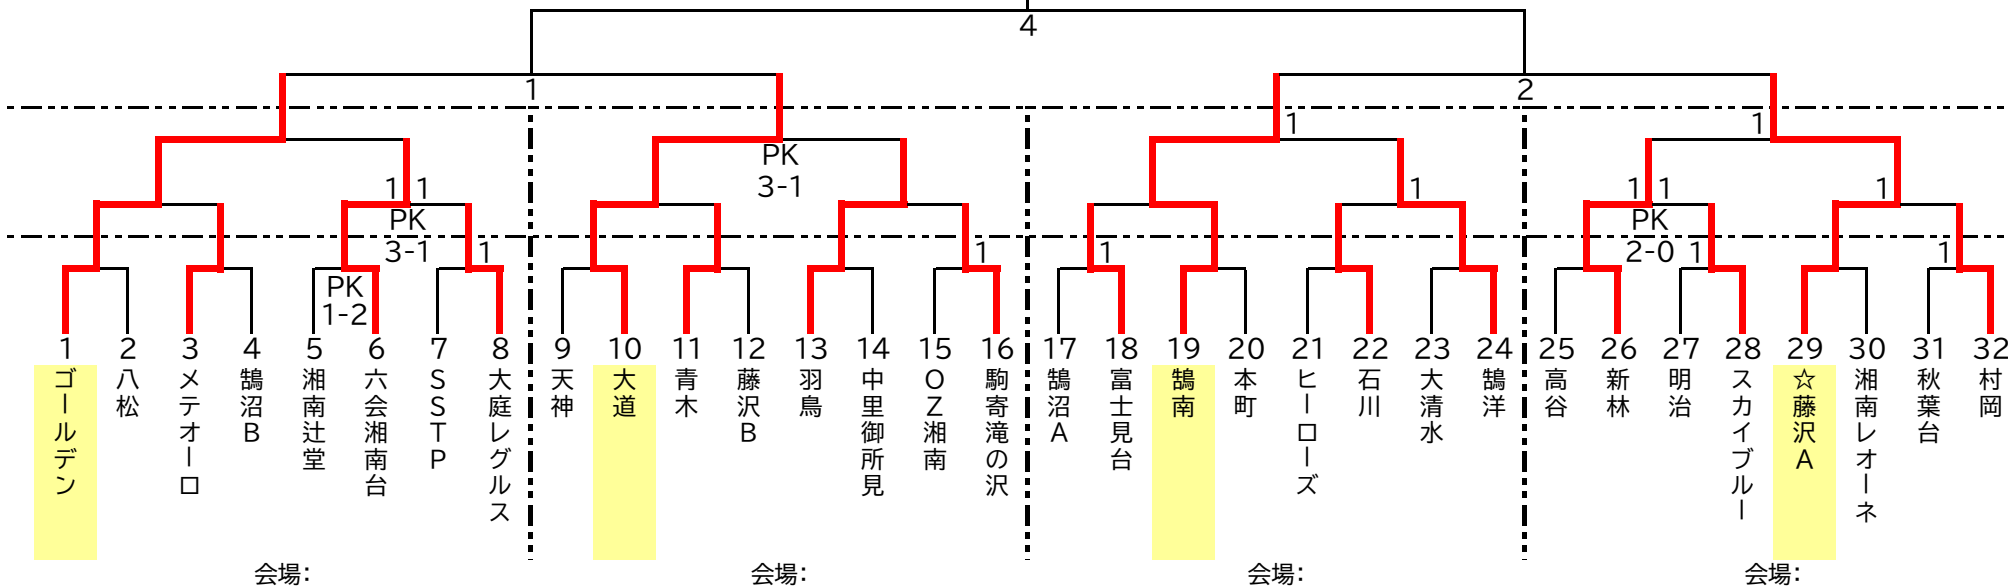 4
1
2
1
1
PK
3-1
1
1
1
1
1
1
PK
3-1
PK
2-0
1
1
1
1
1
PK
1-2
1
2
3
4
5
6
7
8
9
10
11
12
13
14
15
16
17
18
19
20
21
22
23
24
25
26
27
28
29
30
31
32
ゴールデン
八松
メテオーロ
鵠沼B
湘南辻堂
六会湘南台
SSTP
大庭レグルス
天神
大道
青木
藤沢B
羽鳥
中里御所見
OZ湘南
駒寄滝の沢
鵠沼A
富士見台
鵠南
本町
ヒーローズ
石川
大清水
鵠洋
高谷
新林
明治
スカイブルー
☆藤沢A
湘南レオーネ
秋葉台
村岡
会場：
会場：
会場：
会場：